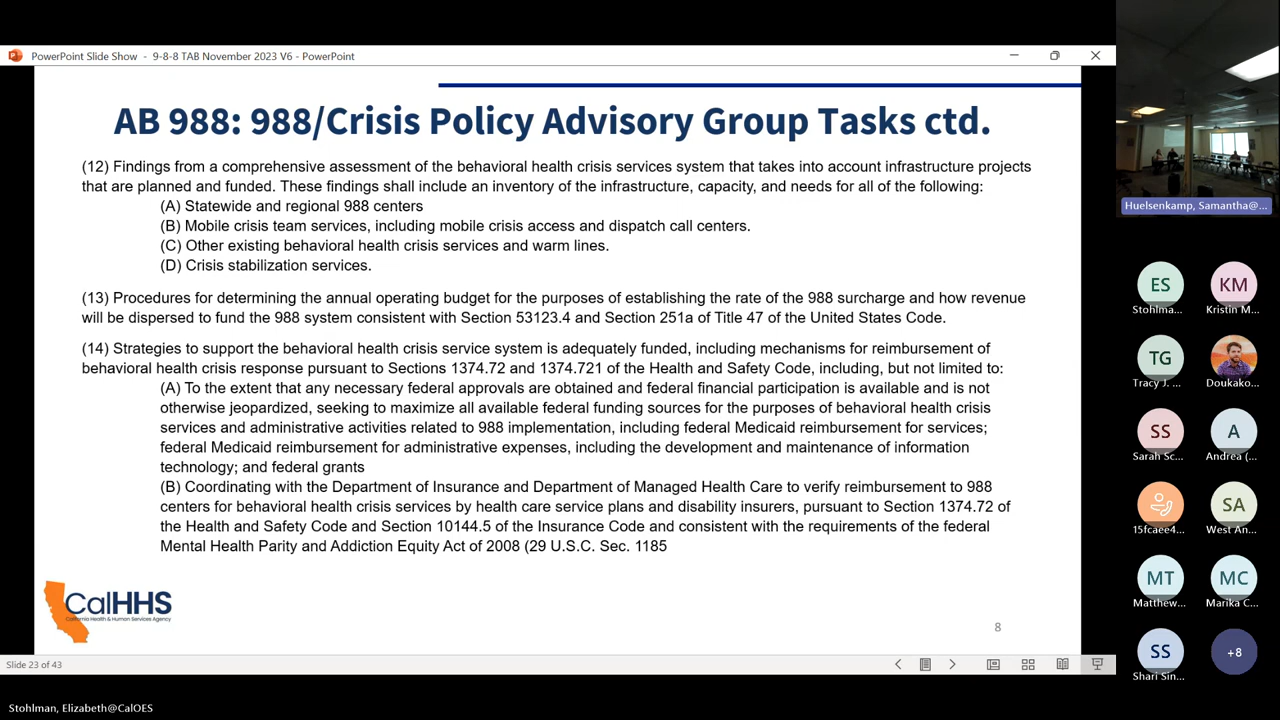 PowerPoint Slide Show - 9-8-8 TAB November 2023 V6 - PowerPoint
AB 988: 988/Crisis Policy Advisory Group Tasks ctd.
(12) Findings from a comprehensive assessment of the behavioral health crisis services system that takes into account infrastructure projects
that are planned and funded. These findings shall include an inventory of the infrastructure, capacity, and needs for all of the following:
(A) Statewide and regional 988 centers
(B) Mobile crisis team services, including mobile crisis access and dispatch call centers.
(C) Other existing behavioral health crisis services and warm lines.
(D) Crisis stabilization services.
(13) Procedures for determining the annual operating budget for the purposes of establishing the rate of the 988 surcharge and how revenue
will be dispersed to fund the 988 system consistent with Section 53123.4 and Section 251a of Title 47 of the United States Code.
(14) Strategies to support the behavioral health crisis service system is adequately funded, including mechanisms for reimbursement of
behavioral health crisis response pursuant to Sections 1374.72 and 1374.721 of the Health and Safety Code, including, but not limited to:
(A) To the extent that any necessary federal approvals are obtained and federal financial participation is available and is not
otherwise jeopardized, seeking to maximize all available federal funding sources for the purposes of behavioral health crisis
services and administrative activities related to 988 implementation, including federal Medicaid reimbursement for services;
federal Medicaid reimbursement for administrative expenses, including the development and maintenance of information
technology; and federal grants
(B) Coordinating with the Department of Insurance and Department of Managed Health Care to verify reimbursement to 988
centers for behavioral health crisis services by health care service plans and disability insurers, pursuant to Section 1374.72 of
the Health and Safety Code and Section 10144.5 of the Insurance Code and consistent with the requirements of the federal
Mental Health Parity and Addiction Equity Act of 2008 (29 U.S.C. Sec. 1185
CalHHS
California Health & Human Services Agency
8
Slide 23 of 43
Stohlman, Elizabeth@CalOES
Huelsenkamp, Samantha@...
ES
KM
Stohlma...
Kristin M...
TG
Tracy J. ...
Doukako...
SS
A
Sarah Sc...
Andrea (...
SA
15fcaee4...
West An...
MT
MC
Matthew...
Marika C...
SS
+8
Shari Sin...